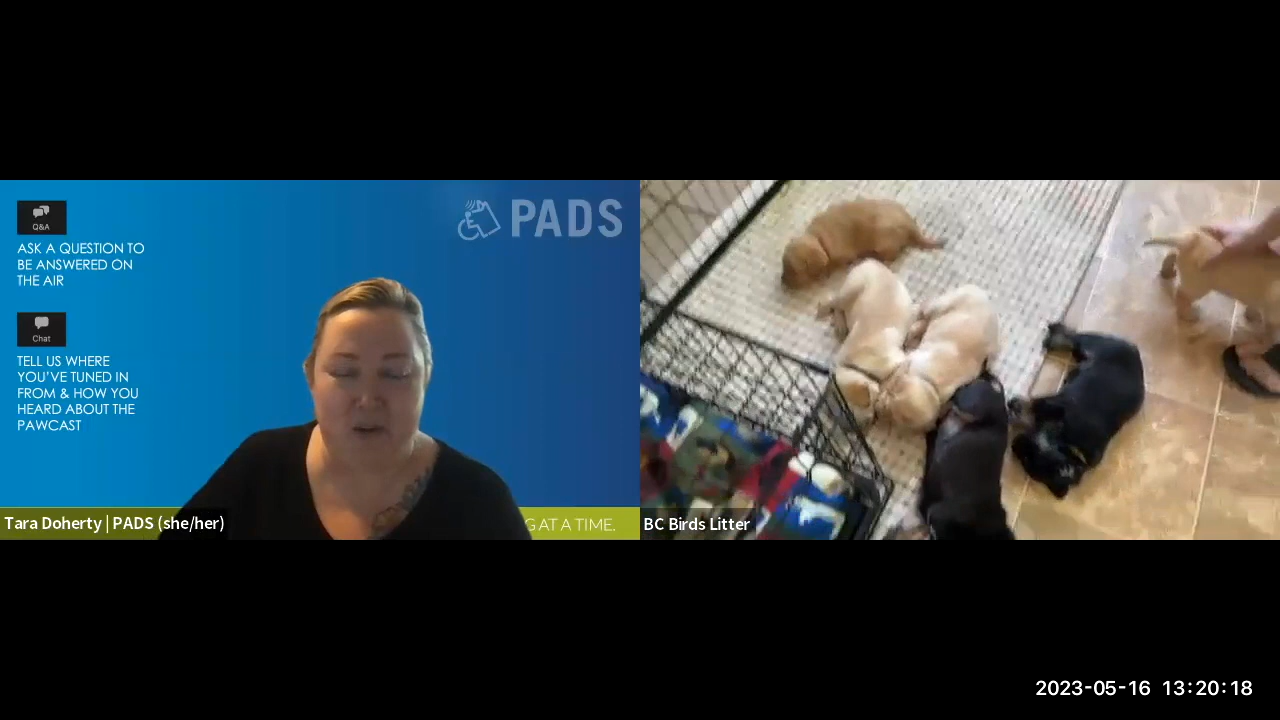 Q&A
ASK A QUESTION TO
BE ANSWERED ON
THE AIR
Chat
TELL US WHERE
YOU'VE TUNED IN
FROM & HOW YOU
HEARD ABOUT THE
PAWCAST
PADS
Tara Doherty | PADS (she/her)
G AT A TIME.
BC Birds Litter
2023-05-16 13:20:18